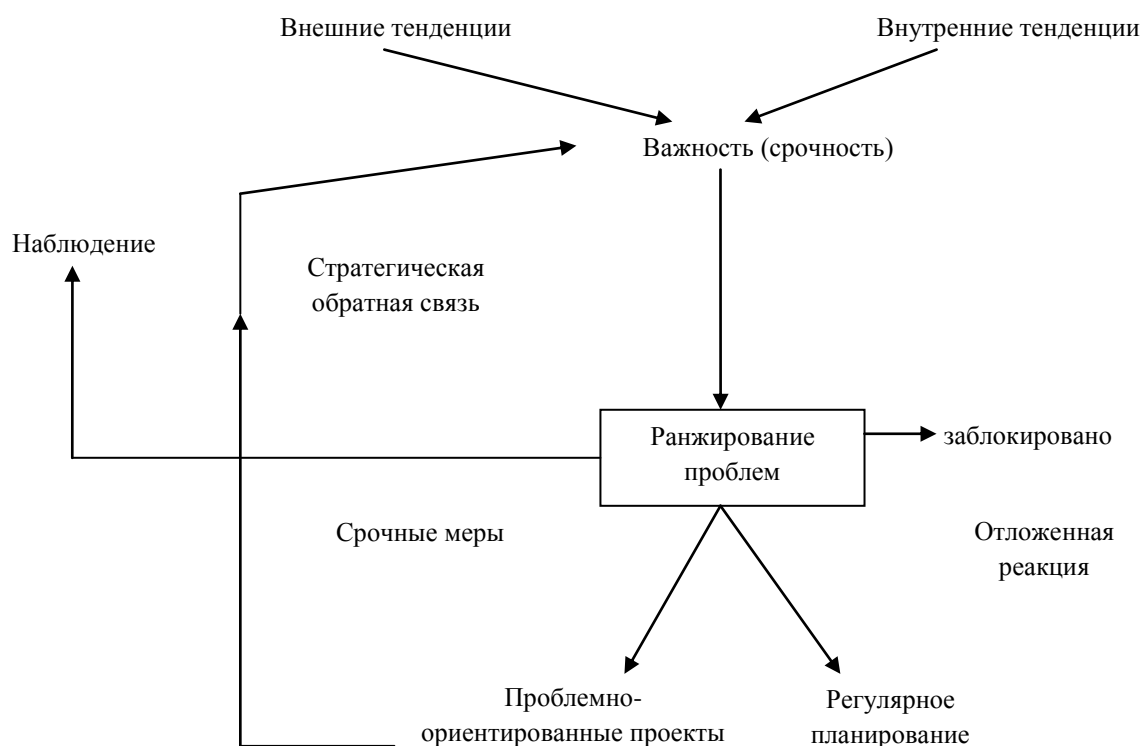 Внешние тенденции
Внутренние тенденции
Важность (срочность)
Наблюдение
Стратегическая
обратная связь
Ранжирование
проблем
заблокировано
Срочные меры
Отложенная
реакция
Проблемно-
ориентированные проекты
Регулярное
планирование